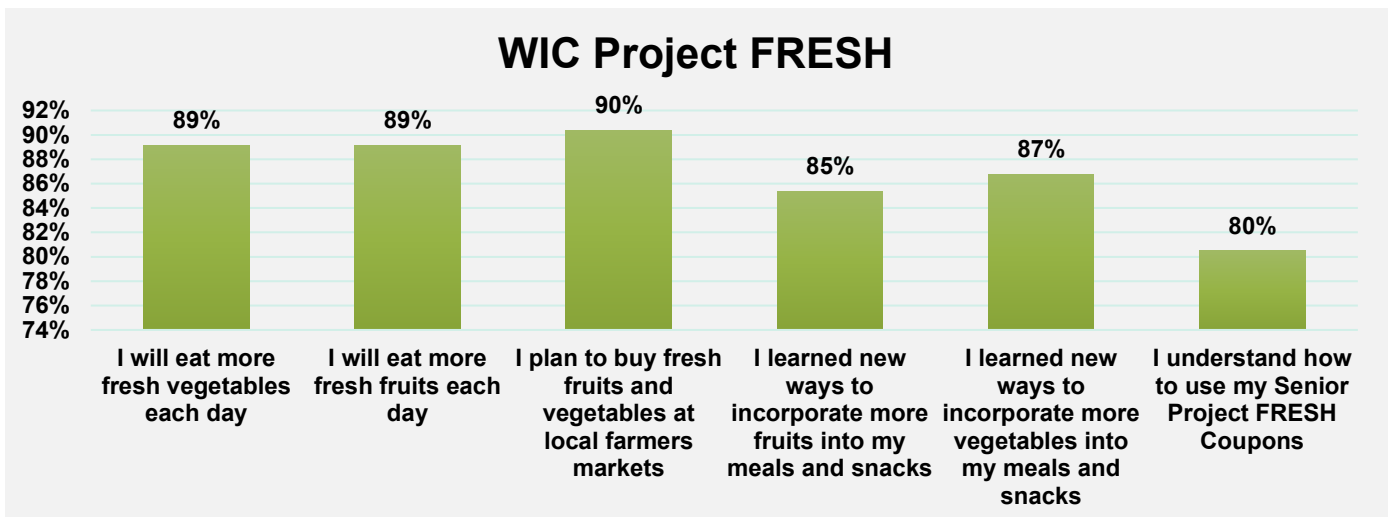 WIC Project FRESH
92%
90%
88%
86%
84%
82%
80%
78%
76%
74%
89%
89%
90%
85%
87%
80%
I will eat more
fresh vegetables
each day
I will eat more
fresh fruits each
day
I plan to buy fresh
fruits and
vegetables at
local farmers
markets
I learned new
ways to
incorporate more
fruits into my
meals and snacks
I learned new
ways to
incorporate more
vegetables into
my meals and
snacks
I understand how
to use my Senior
Project FRESH
Coupons